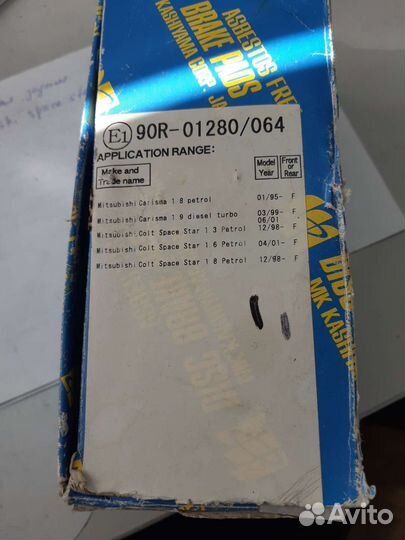 ASBESTOS FREE
BRAKE PADS
KASHIYAMA CORP.
E1 90R-01280/064
APPLICATION RANGE:
Make and Trade name
Model Year
Front or Rear
Mitsubishi Carisma 1 8 petrol 01/95- F
Mitsubishi Carisma 1 9 diesel turbo 03/99- F
06/01
Mitsubishi Colt Space Star 1 3 Petrol 12/98- F
Mitsubishi Colt Space Star 1 6 Petrol 04/01- F
Mitsubishi Colt Space Star 1 8 Petrol 12/98- F
DISC
MK KASHI
Avito